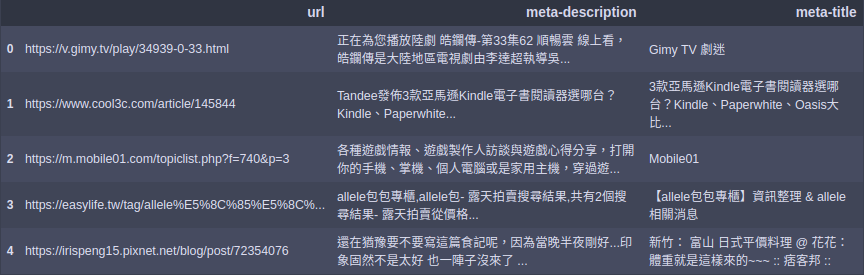 url meta-description meta-title
0 https://v.gimy.tv/play/34939-0-33.html 正在為您播放陸劇 皓鑭傳-第33集62 順暢雲 線上看，
皓鑭傳是大陸地區電視劇由李達超執導吳... Gimy TV 劇迷
1 https://www.cool3c.com/article/145844 Tandee發佈3款亞馬遜Kindle電子書閱讀器選哪台？
Kindle、Paperwhite... 3款亞馬遜Kindle電子書閱讀器選哪
台？Kindle、Paperwhite、Oasis大
比...
2 https://m.mobile01.com/topiclist.php?f=740&p=3 各種遊戲情報、遊戲製作人訪談與遊戲心得分享，打開
你的手機、掌機、個人電腦或是家用主機，穿過遊... Mobile01
3 https://easylife.tw/tag/allele%E5%8C%85%E5%8C%... allele包包專櫃,allele包- 露天拍賣搜尋結果,共有2個搜
尋結果- 露天拍賣從價格... 【allele包包專櫃】資訊整理 & allele
相關消息
4 https://irispeng15.pixnet.net/blog/post/72354076 還在猶豫要不要寫這篇食記呢，因為當晚半夜剛好...印
象固然不是太好 也一陣子沒來了 ... 新竹： 富山 日式平價料理 @ 花花：
體重就是這樣來的~~~ :: 痞客邦 ::